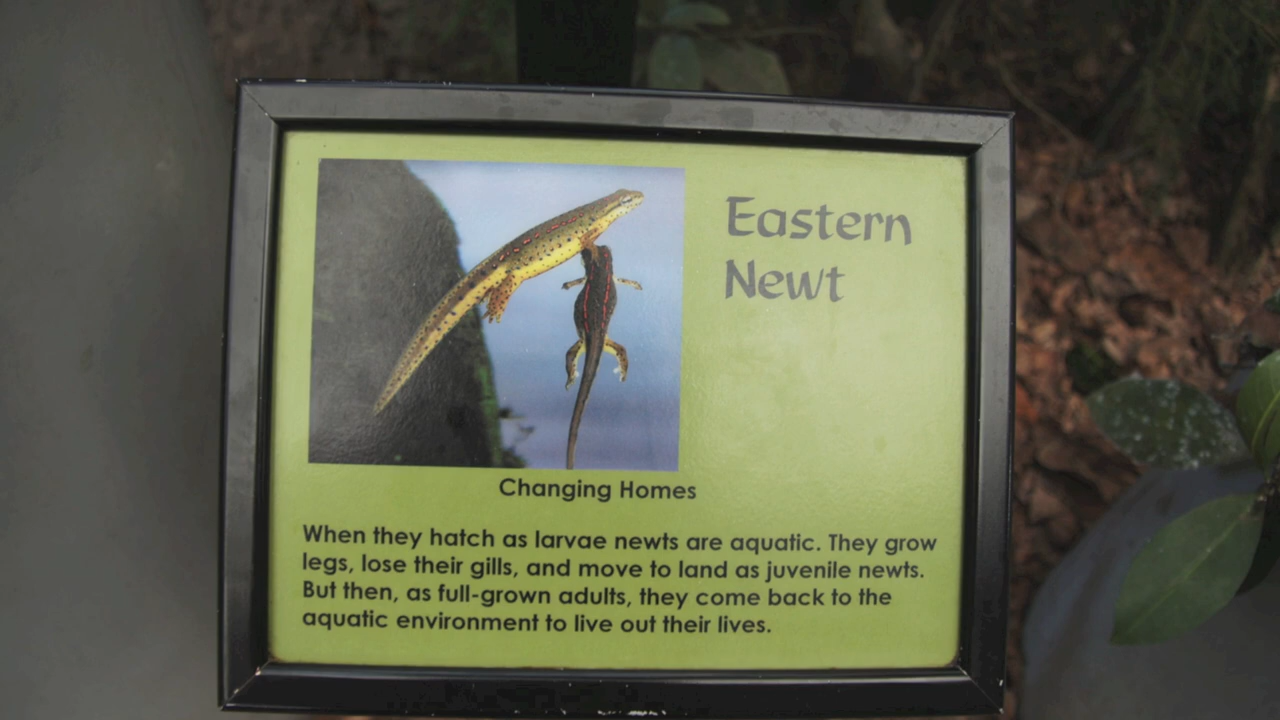 Eastern
Newt
Changing Homes
When they hatch as larvae newts are aquatic. They grow
legs, lose their gills, and move to land as juvenile newts.
But then, as full-grown adults, they come back to the
aquatic environment to live out their lives.